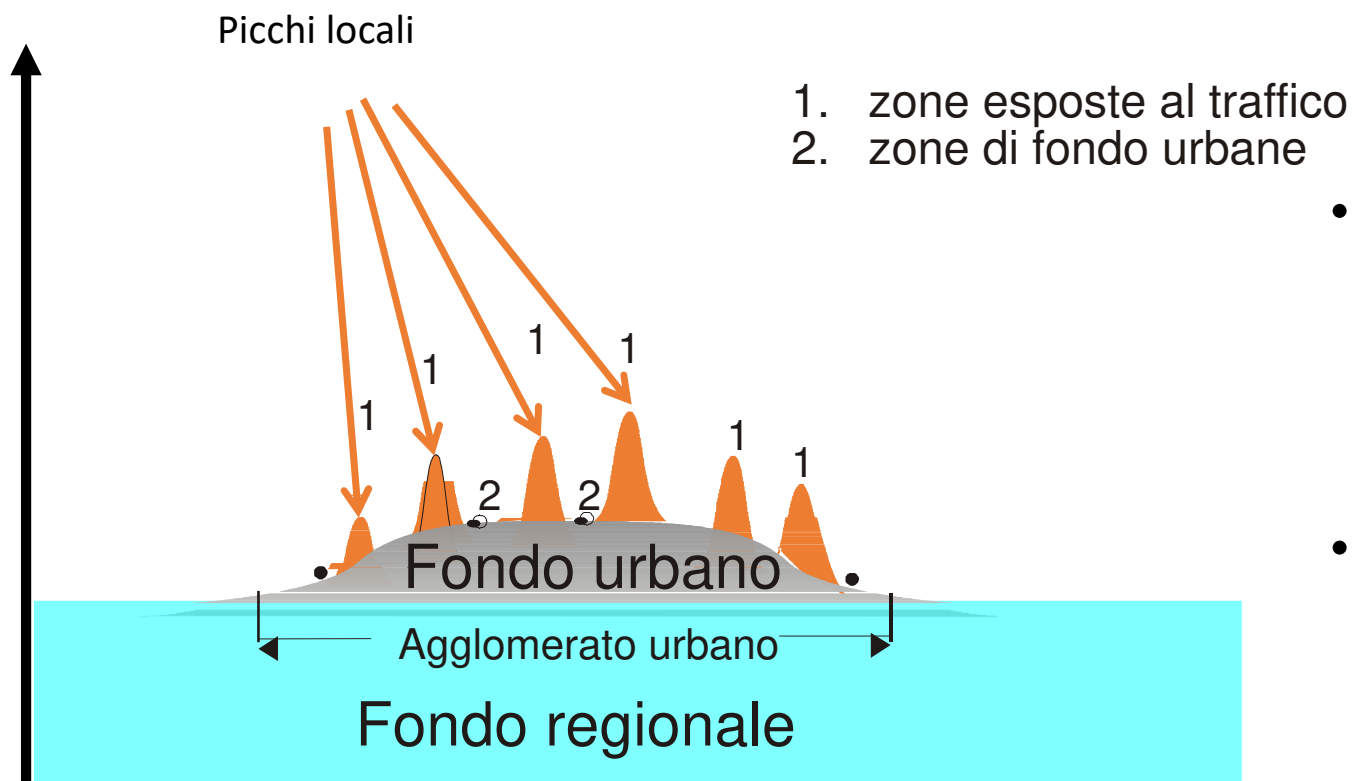 Picchi locali
1. zone esposte al traffico
2. zone di fondo urbane
•
1
1
1
1
1
1
2
2
•
Fondo urbano
Agglomerato urbano
Fondo regionale